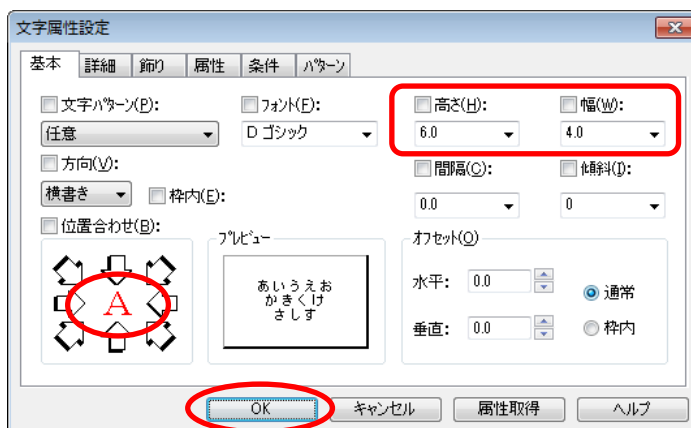 文字属性設定
基本 詳細 飾り 属性 条件 パターン
文字パターン(P): フォント(F): 高さ(H): 幅(W):
任意 D ゴシック 6.0 4.0
方向(V): 間隔(C): 傾斜(I):
横書き 枠内(E): 0.0 0
位置合わせ(B): プレビュー オフセット(O)
A
あいうえお
かきくけ
さしす
水平: 0.0 通常
垂直: 0.0 枠内
OK キャンセル 属性取得 ヘルプ